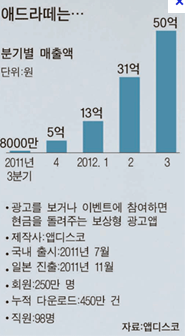 애드라떼는…
분기별 매출액
단위:원
8000만
5억
13억
31억
50억
2011년
3분기
4
2012. 1
2
3
• 광고를 보거나 이벤트에 참여하면
현금을 돌려주는 보상형 광고앱
• 제작사:앱디스코
• 국내 출시:2011년 7월
• 일본 진출:2011년 11월
• 회원:250만 명
• 누적 다운로드:450만 건
• 직원:98명
자료:앱디스코